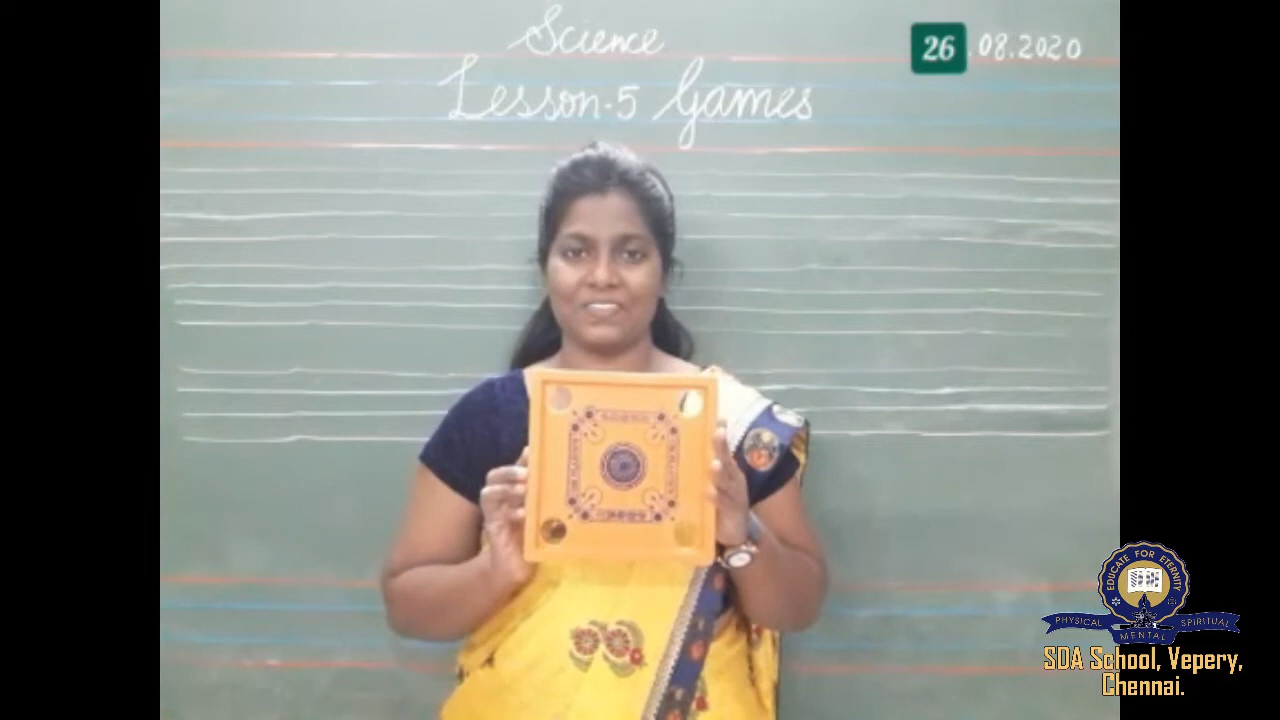 Science
26.08.2020
Lesson-5 Games
EDUCATE FOR ETERNITY
PHYSICAL
MENTAL
SPIRITUAL
SDA School, Vepery,
Chennai.